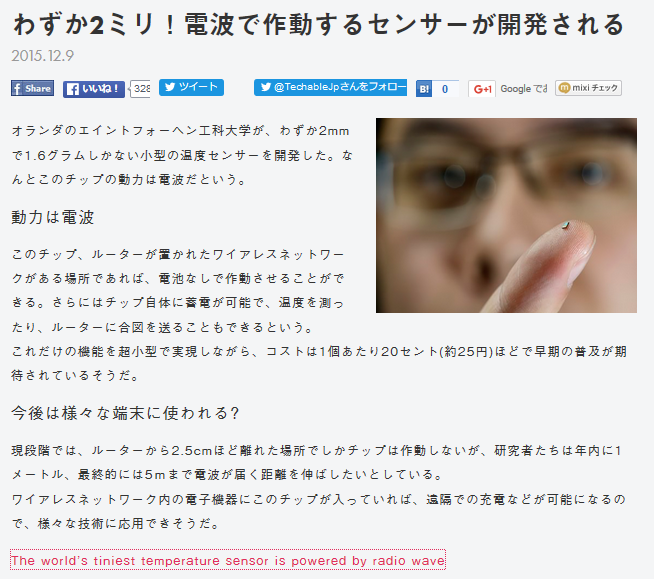 わずか2ミリ！電波で作動するセンサーが開発される
2015.12.9
Share いいね！ 328 ツイート @TechableJpさんをフォロー B! 0 G+1 Google であ m mixi チェック
オランダのエイントフォーヘン工科大学が、わずか2mm
で1.6グラムしかない小型の温度センサーを開発した。な
んとこのチップの動力は電波だという。
動力は電波
このチップ、ルーターが置かれたワイアレスネットワー
クがある場所であれば、電池なしで作動させることがで
きる。さらにはチップ自体に蓄電が可能で、温度を測っ
たり、ルーターに合図を送ることもできるという。
これだけの機能を超小型で実現しながら、コストは1個あたり20セント(約25円)ほどで早期の普及が期
待されているそうだ。
今後は様々な端末に使われる?
現段階では、ルーターから2.5cmほど離れた場所でしかチップは作動しないが、研究者たちは年内に1
メートル、最終的には5mまで電波が届く距離を伸ばしたいとしている。
ワイアレスネットワーク内の電子機器にこのチップが入っていれば、遠隔での充電などが可能になるの
で、様々な技術に応用できそうだ。
The world's tiniest temperature sensor is powered by radio wave